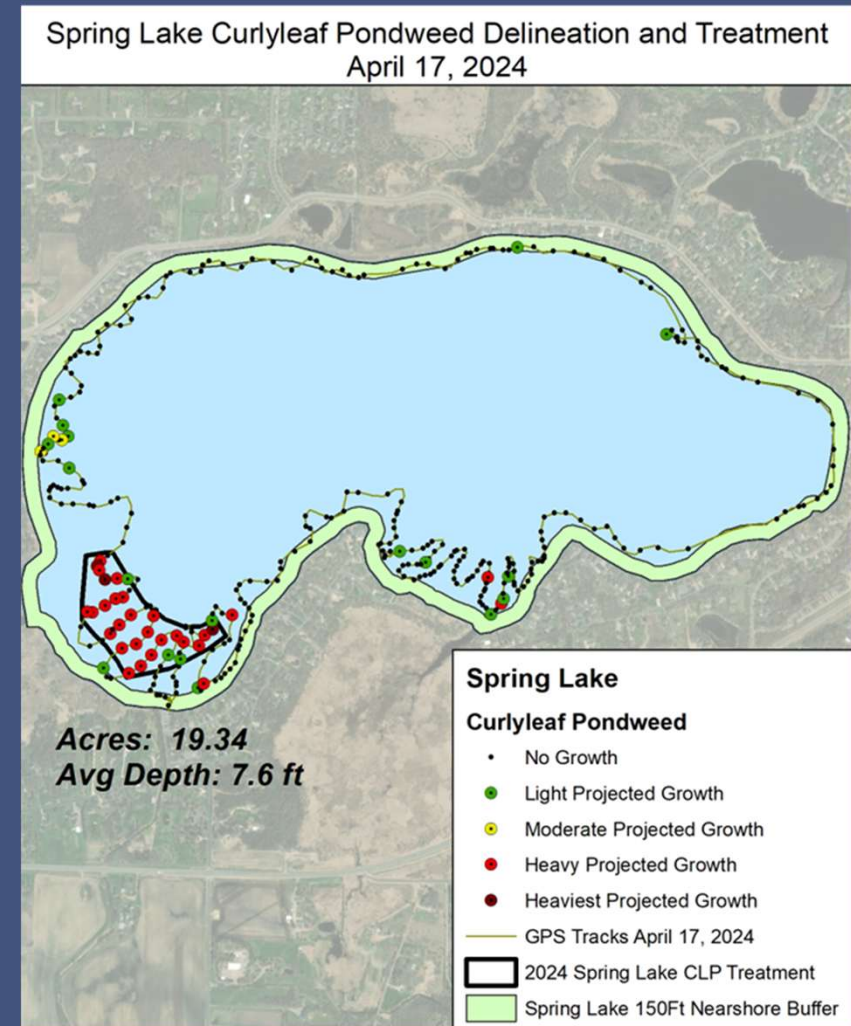 Spring Lake Curlyleaf Pondweed Delineation and Treatment
April 17, 2024
Acres: 19.34
Avg Depth: 7.6 ft
Spring Lake
Curlyleaf Pondweed
No Growth
Light Projected Growth
Moderate Projected Growth
Heavy Projected Growth
Heaviest Projected Growth
GPS Tracks April 17, 2024
2024 Spring Lake CLP Treatment
Spring Lake 150Ft Nearshore Buffer